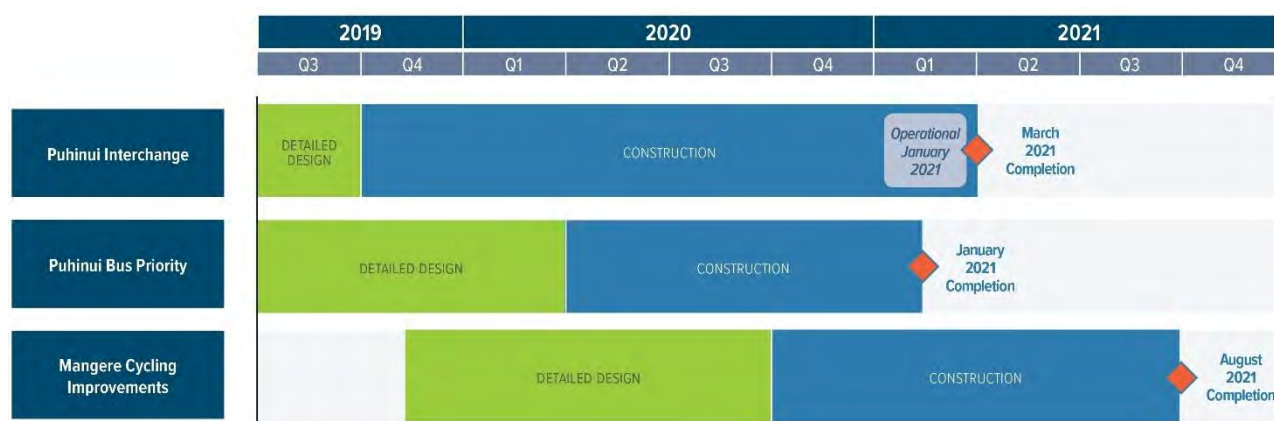 2019 2020 2021
Q3 Q4 Q1 Q2 Q3 Q4 Q1 Q2 Q3 Q4
Puhinui Interchange
DETAILED
DESIGN
CONSTRUCTION
Operational
January
2021
March
2021
Completion
Puhinui Bus Priority
DETAILED DESIGN
CONSTRUCTION
January
2021
Completion
Mangere Cycling
Improvements
DETAILED DESIGN
CONSTRUCTION
August
2021
Completion